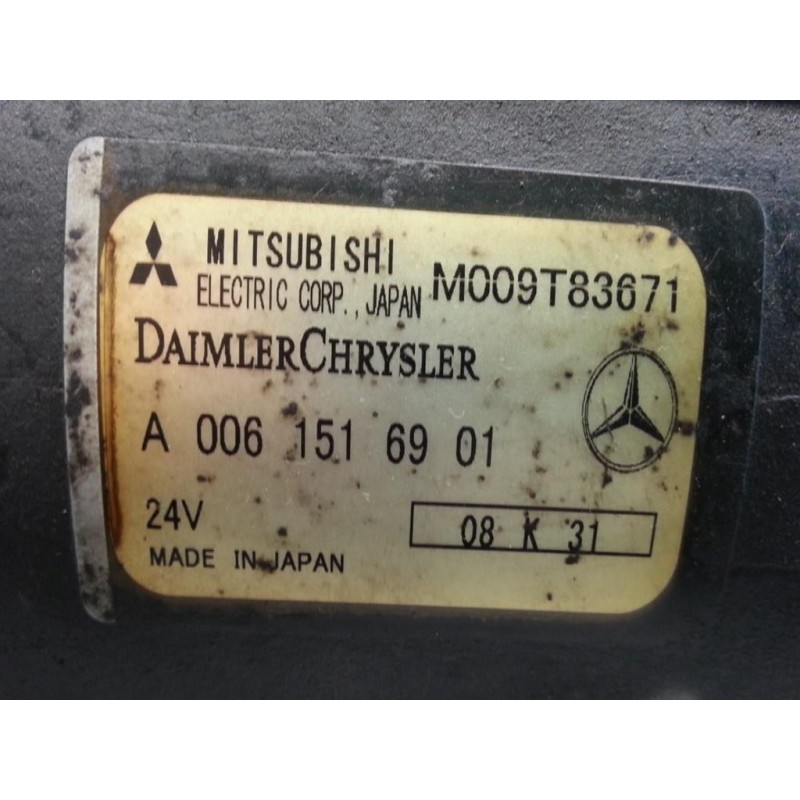 MITSUBISHI
ELECTRIC CORP., JAPAN M009T83671
DAIMLERCHRYSLER
A 006 151 69 01
24V
08 K 31
MADE IN JAPAN